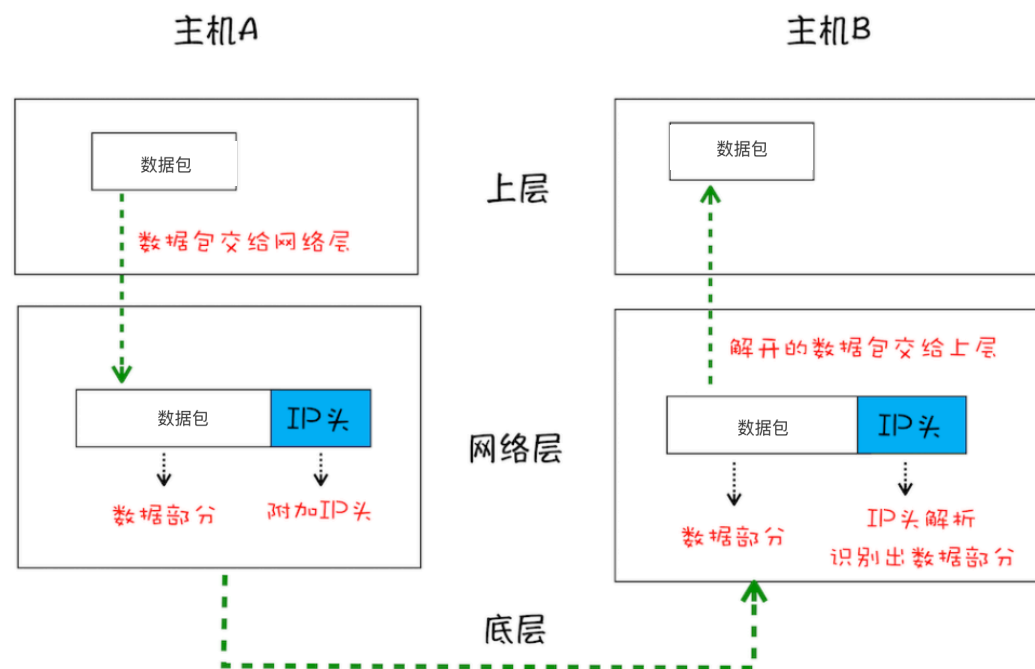 主机A
主机B
数据包
数据包交给网络层
上层
数据包
数据包
IP头
数据部分
附加IP头
网络层
解开的数据包交给上层
数据包
IP头
数据部分
IP头解析
识别出数据部分
底层